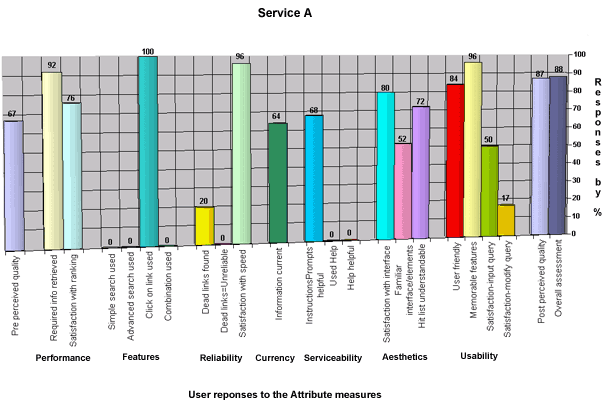 Service A
100
96
96
92
87
88
84
80
76
72
67
68
64
52
50
20
17
0
0
0
0
0
0
100
90
80
70
60
50
40
30
20
10
0
Responses by %
Pre perceived quality
Required info retrieved
Satisfaction with ranking
Simple search used
Advanced search used
Click on link used
Combination used
Dead links found
Dead links=Unreliable
Satisfaction with speed
Information current
Instructions/Prompts
helpful
Used Help
Help helpful
Satisfaction with interface
Familiar
interface/elements
Hit list understandable
User friendly
Memorable features
Satisfaction-input query
Satisfaction-modify query
Post perceived quality
Overall assessment
Performance
Features
Reliability
Currency
Serviceability
Aesthetics
Usability
User reponses to the Attribute measures